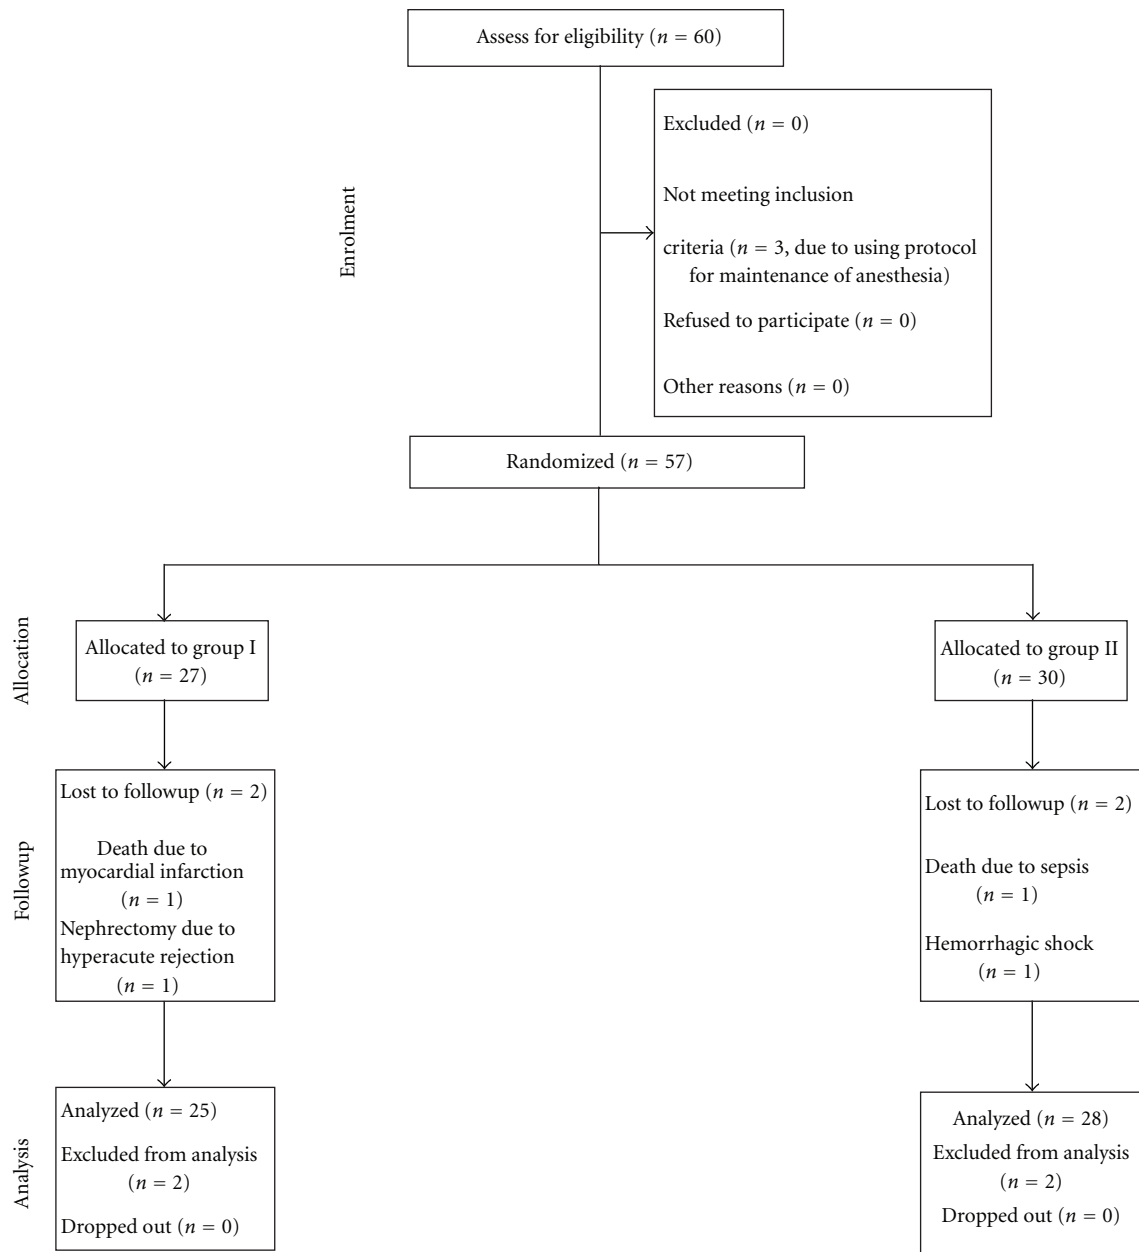 Assess for eligibility (n = 60)
Enrolment
Excluded (n = 0)
Not meeting inclusion
criteria (n = 3, due to using protocol
for maintenance of anesthesia)
Refused to participate (n = 0)
Other reasons (n = 0)
Randomized (n = 57)
Allocation
Allocated to group I
(n = 27)
Allocated to group II
(n = 30)
Followup
Lost to followup (n = 2)
Death due to
myocardial infarction
(n = 1)
Nephrectomy due to
hyperacute rejection
(n = 1)
Lost to followup (n = 2)
Death due to sepsis
(n = 1)
Hemorrhagic shock
(n = 1)
Analysis
Analyzed (n = 25)
Excluded from analysis
(n = 2)
Dropped out (n = 0)
Analyzed (n = 28)
Excluded from analysis
(n = 2)
Dropped out (n = 0)